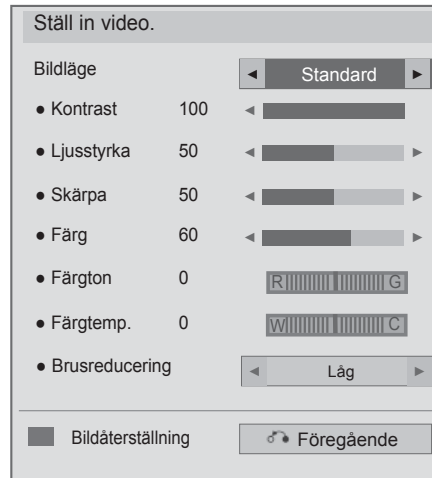 Ställ in video.
Bildläge ◄ Standard ►
● Kontrast 100 ◄
● Ljusstyrka 50 ◄ ►
● Skärpa 50 ◄ ►
● Färg 60 ◄ ►
● Färgton 0 R G
● Färgtemp. 0 W C
● Brusreducering ◄ Låg ►
Bildåterställning Föregående